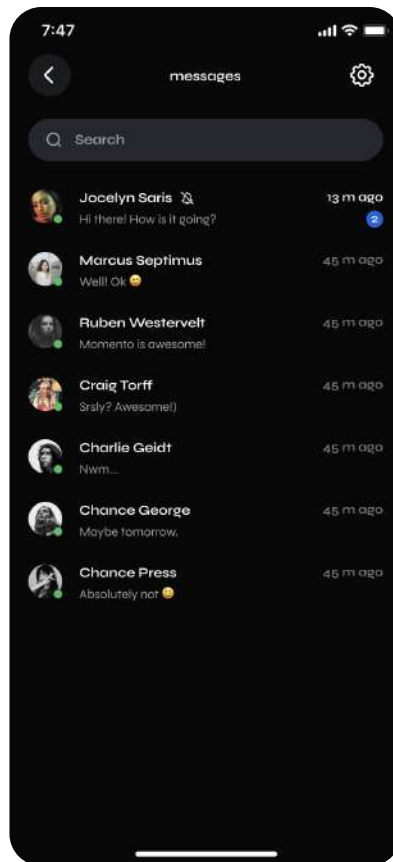 7:47
messages
Search
Jocelyn Saris 13 m ago
Hi there! How is it going? 2
Marcus Septimus 45 m ago
Well! Ok 😄
Ruben Westervelt 45 m ago
Momento is awesome!
Craig Torff 45 m ago
Srsly? Awesome!)
Charlie Geidt 45 m ago
Nwm...
Chance George 45 m ago
Maybe tomorrow.
Chance Press 45 m ago
Absolutely not 😀